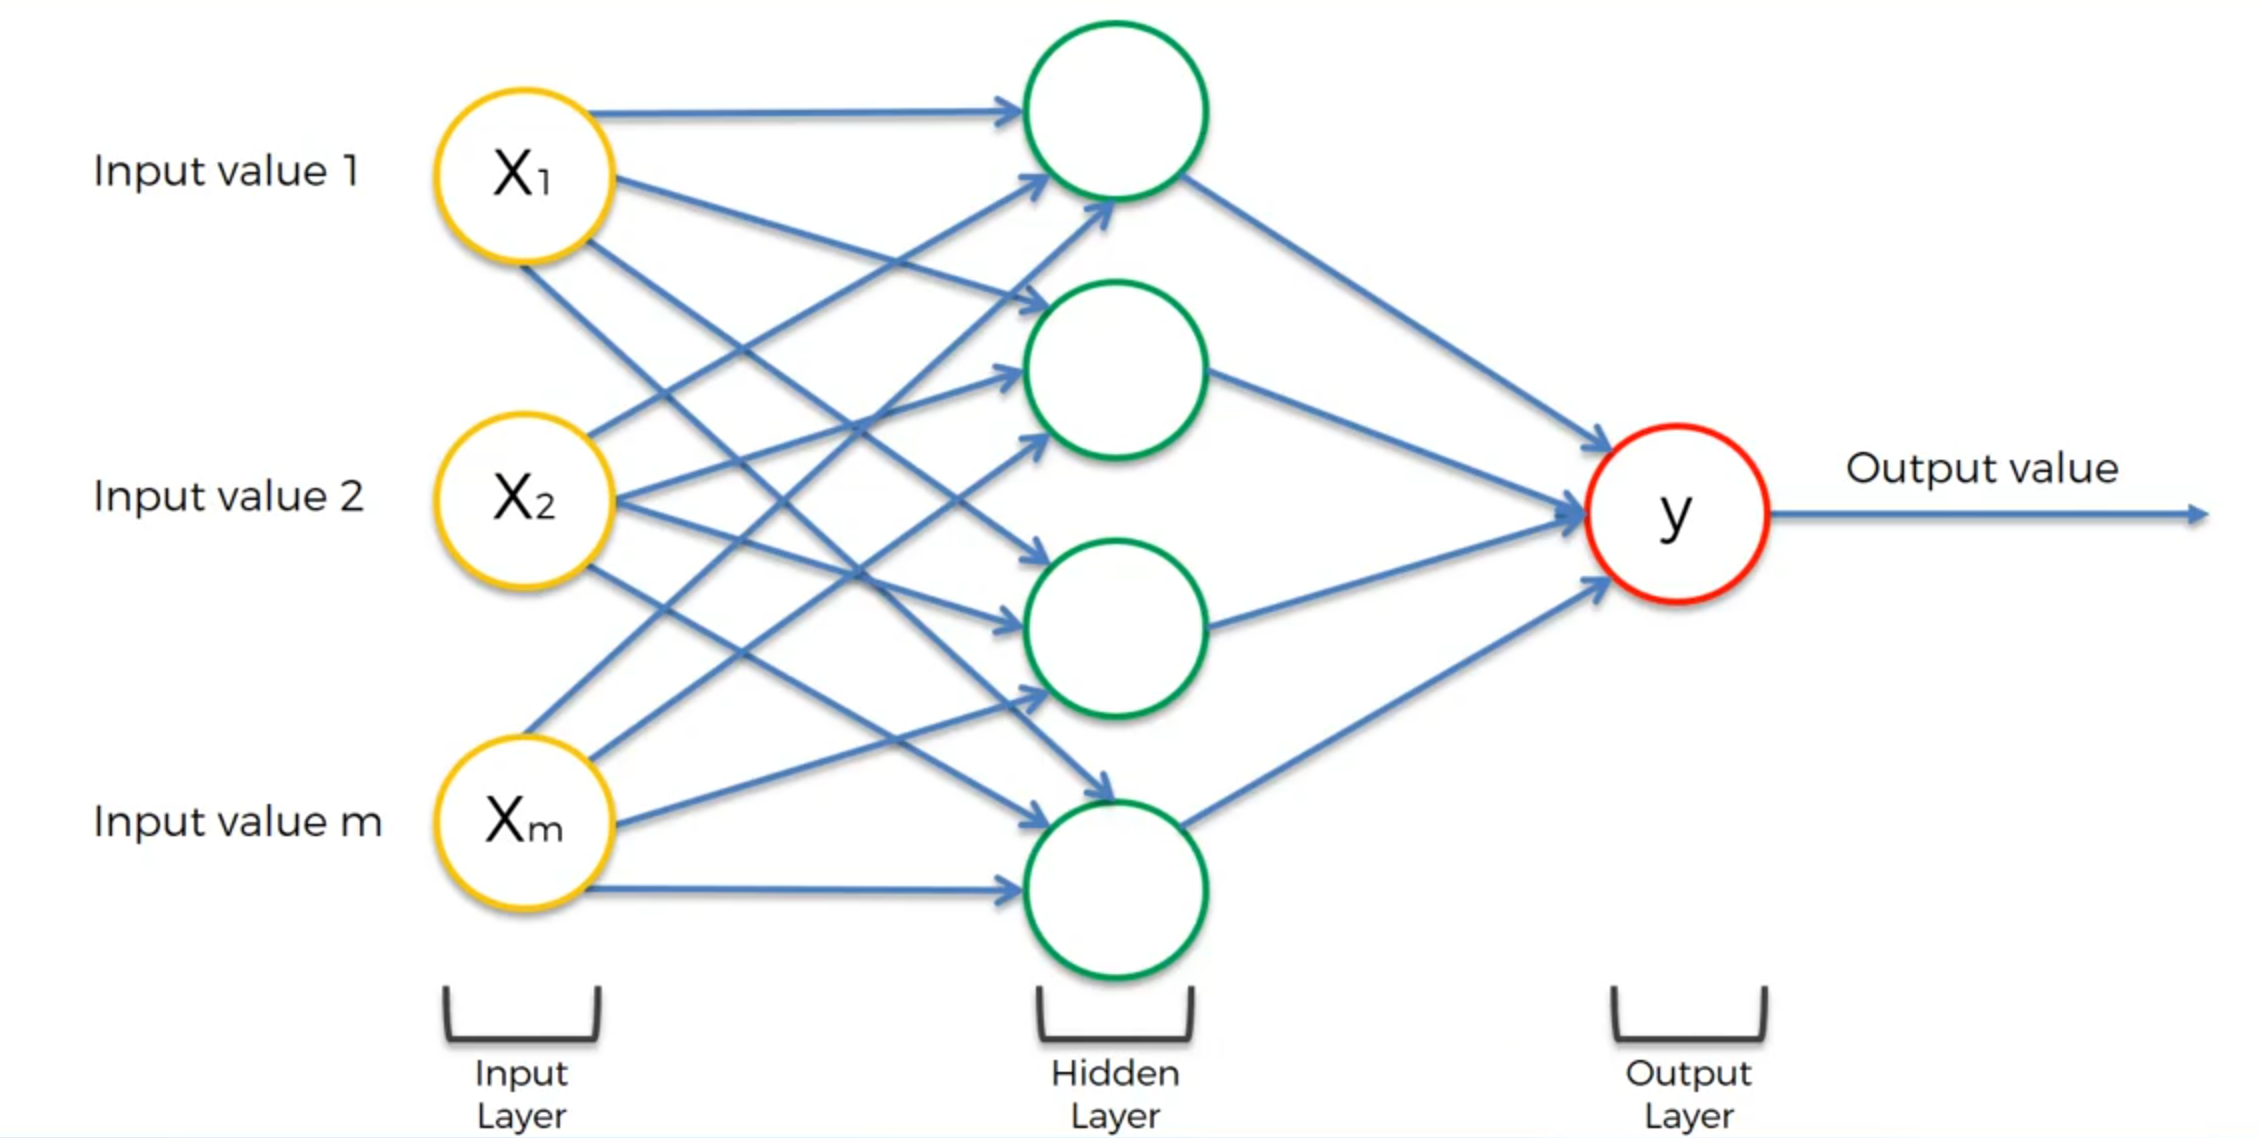 Input value 1
X1
Input value 2
X2
Input value m
Xm
y
Output value
Input
Layer
Hidden
Layer
Output
Layer